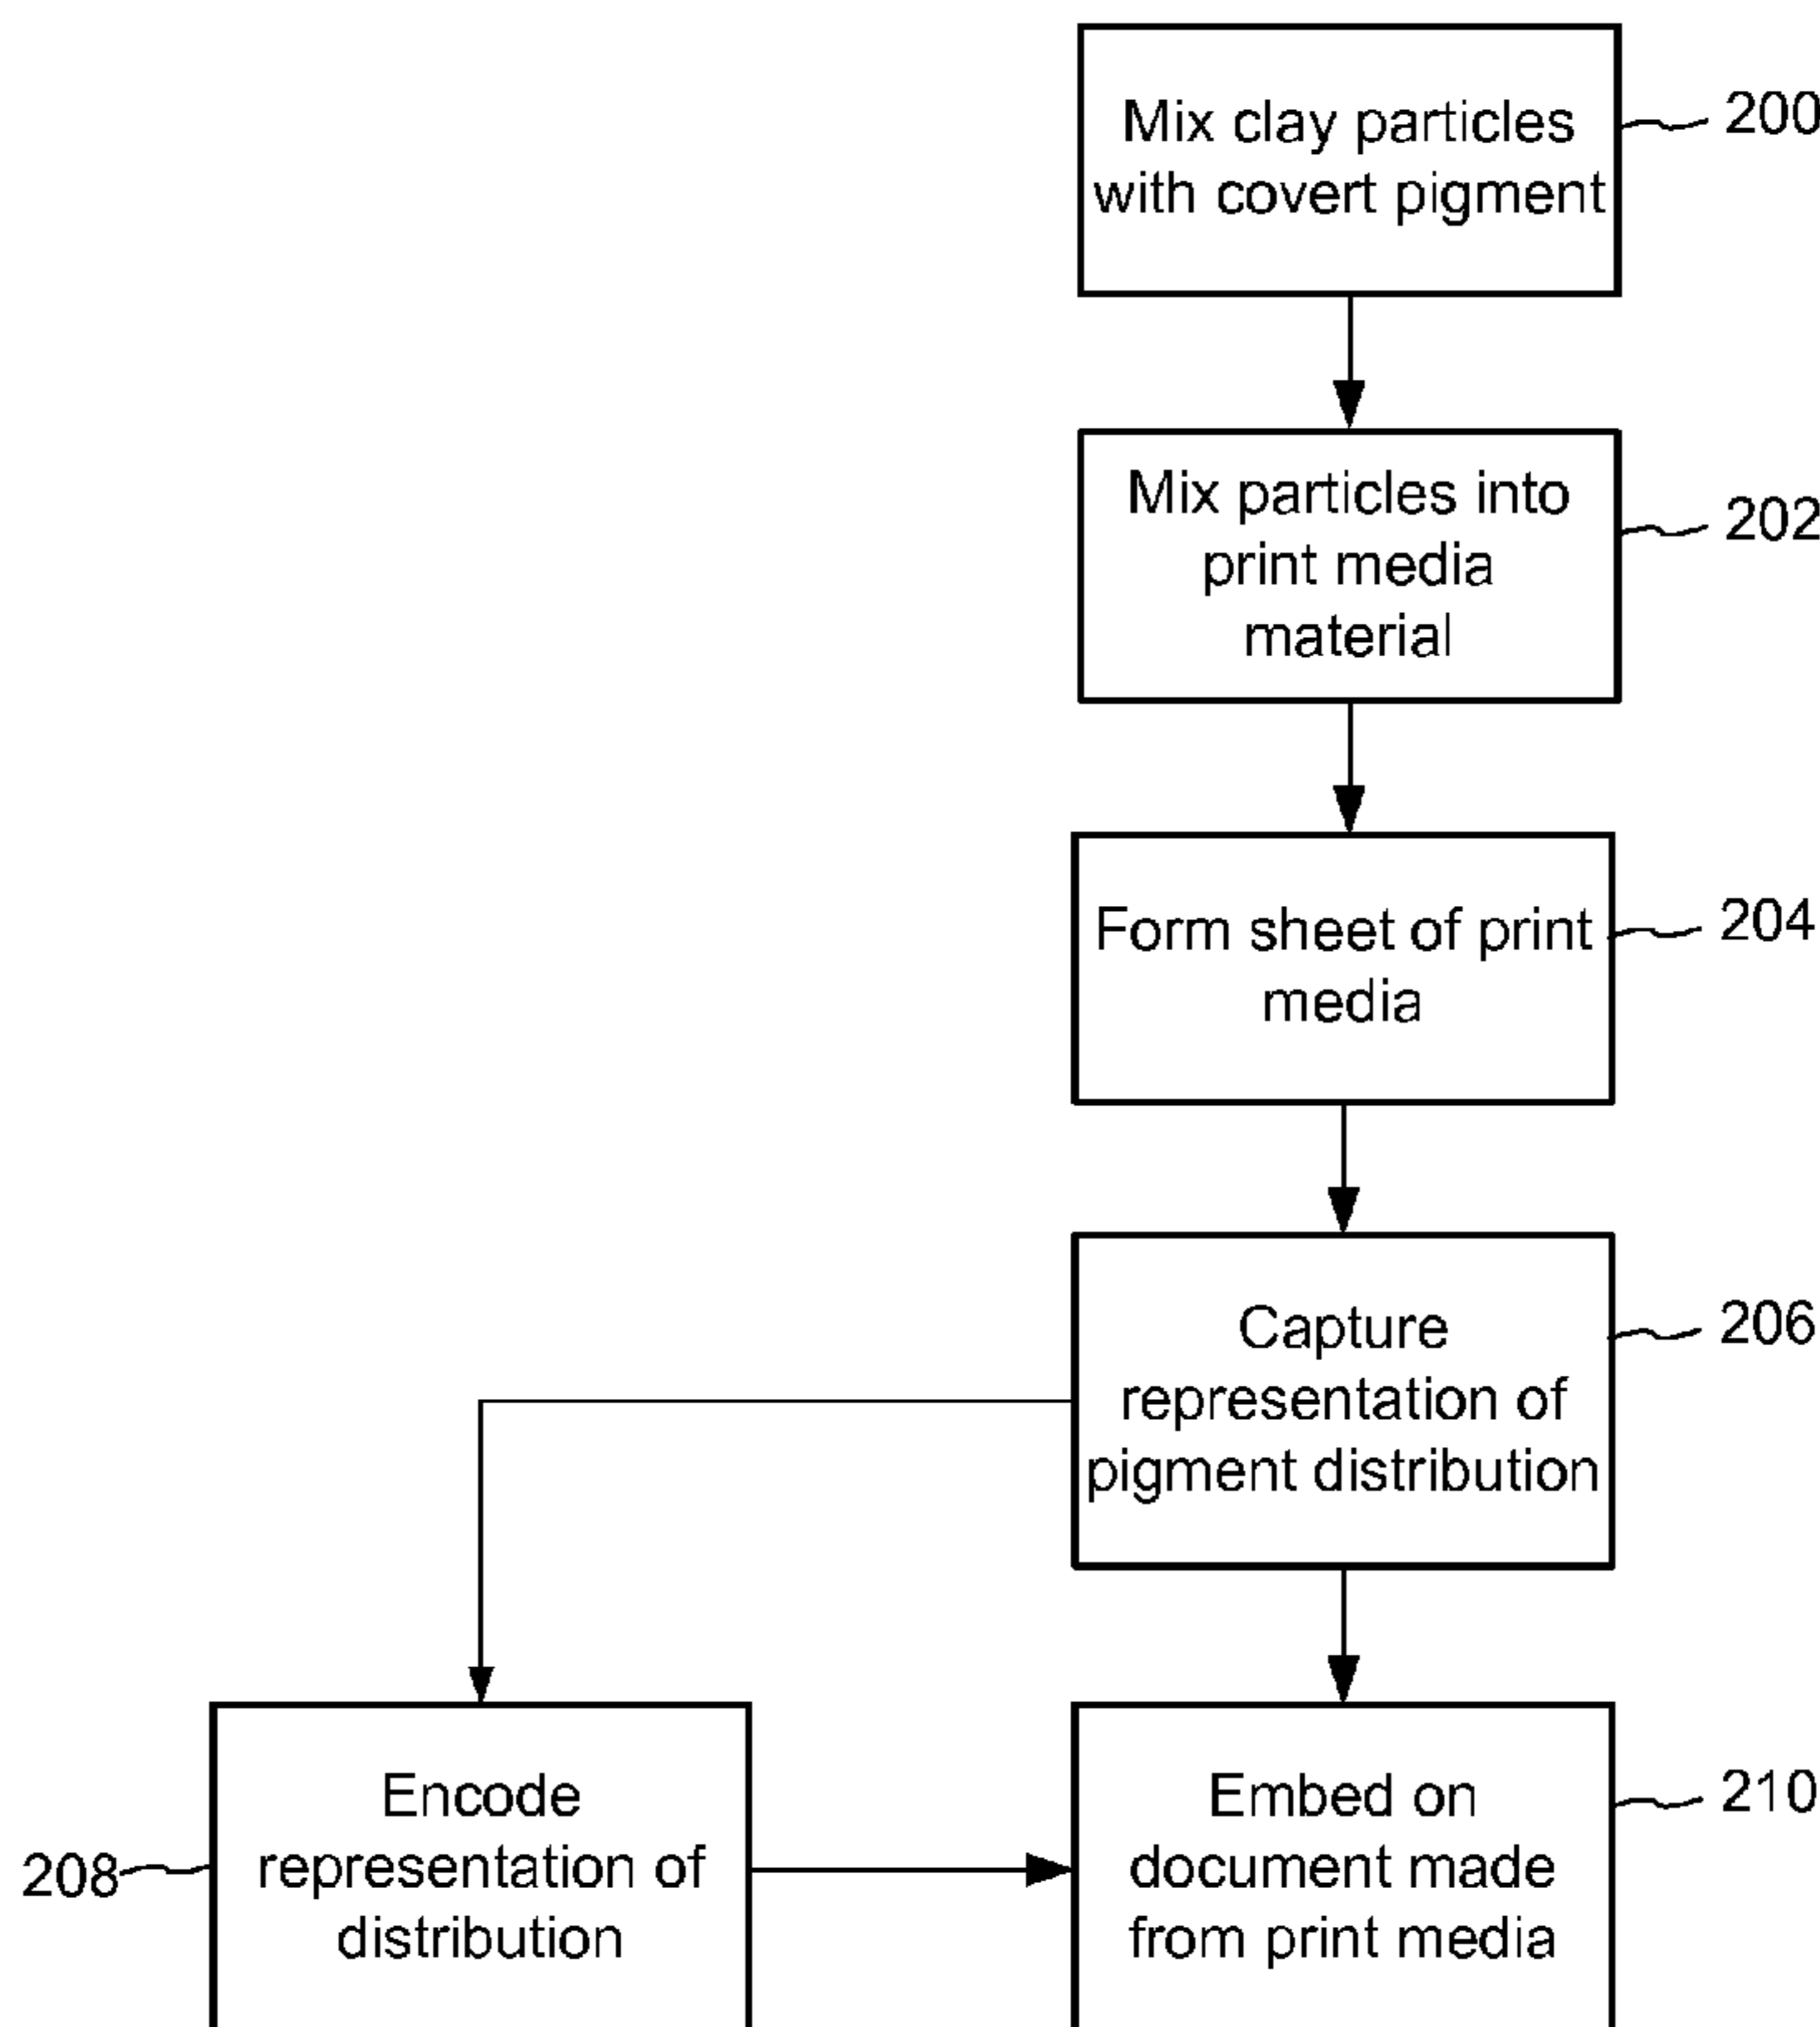 Mix clay particles
with covert pigment
200
Mix particles into
print media
material
202
Form sheet of print
media
204
Capture
representation of
pigment distribution
206
Encode
representation of
distribution
208
Embed on
document made
from print media
210